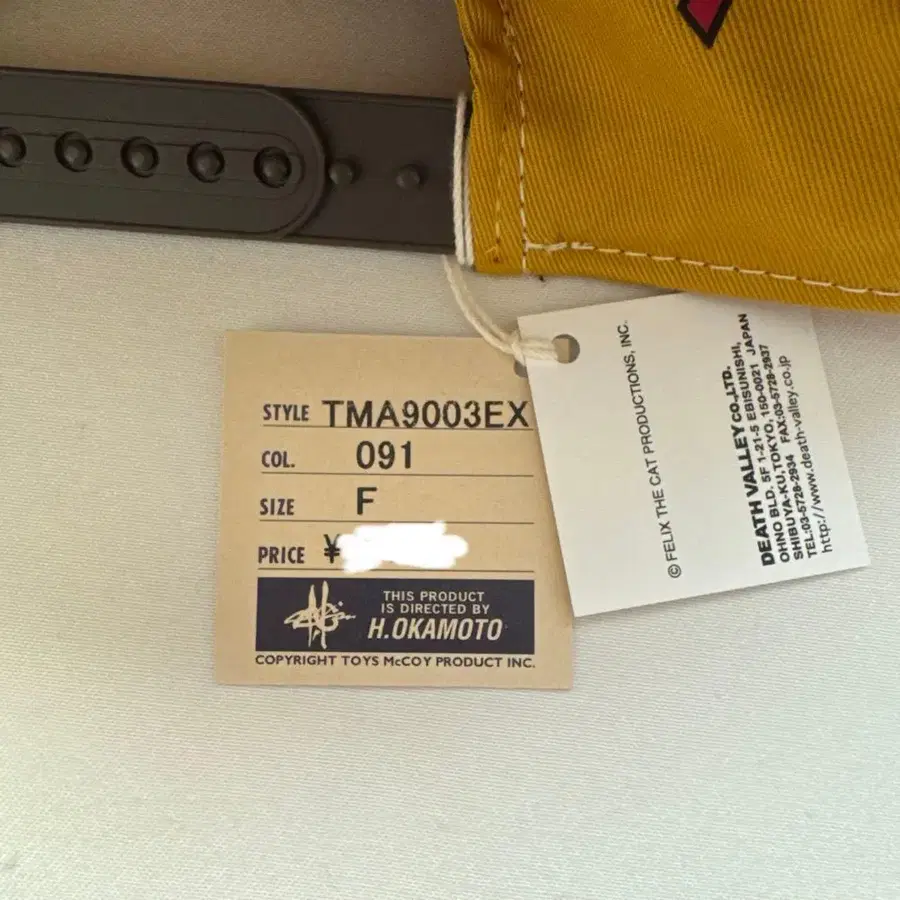 STYLE TMA9003EX
COL. 091
SIZE F
PRICE ¥
THIS PRODUCT
IS DIRECTED BY
H.OKAMOTO
COPYRIGHT TOYS McCOY PRODUCT INC.
©FELIX THE CAT PRODUCTIONS, INC.
DEATH VALLEY CO.,LTD.
OHNO BLD. 5F 1-21-5 EBISUNISHI,
SHIBUYA-KU,TOKYO, 150-0021 JAPAN
TEL:03-5728-2934 FAX:03-5728-2937
http://www.death-valley.co.jp